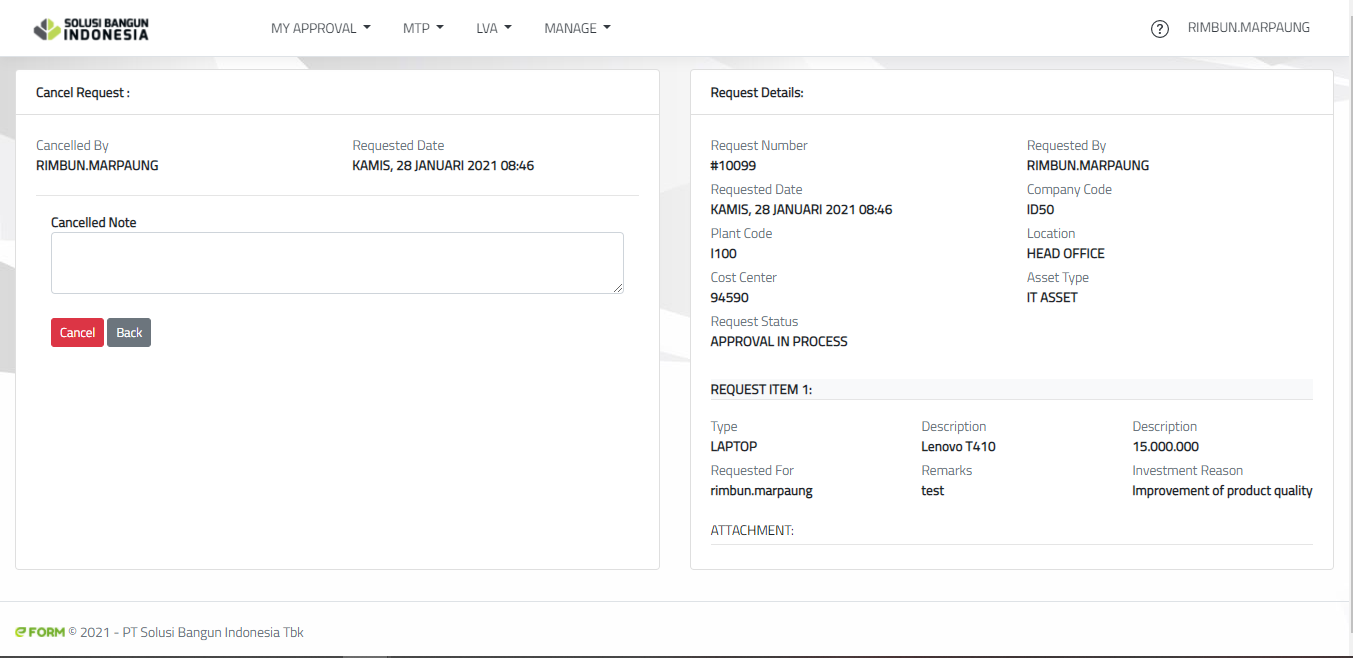 SOLUSI BANGUN
INDONESIA
MY APPROVAL
MTP
LVA
MANAGE
?
RIMBUN.MARPAUNG
Cancel Request :
Cancelled By
RIMBUN.MARPAUNG
Requested Date
KAMIS, 28 JANUARI 2021 08:46
Cancelled Note
Cancel
Back
Request Details:
Request Number
#10099
Requested By
RIMBUN.MARPAUNG
Requested Date
KAMIS, 28 JANUARI 2021 08:46
Company Code
ID50
Plant Code
I100
Location
HEAD OFFICE
Cost Center
94590
Asset Type
IT ASSET
Request Status
APPROVAL IN PROCESS
REQUEST ITEM 1:
Type
LAPTOP
Description
Lenovo T410
Description
15.000.000
Requested For
rimbun.marpaung
Remarks
test
Investment Reason
Improvement of product quality
ATTACHMENT:
e FORM © 2021 - PT Solusi Bangun Indonesia Tbk